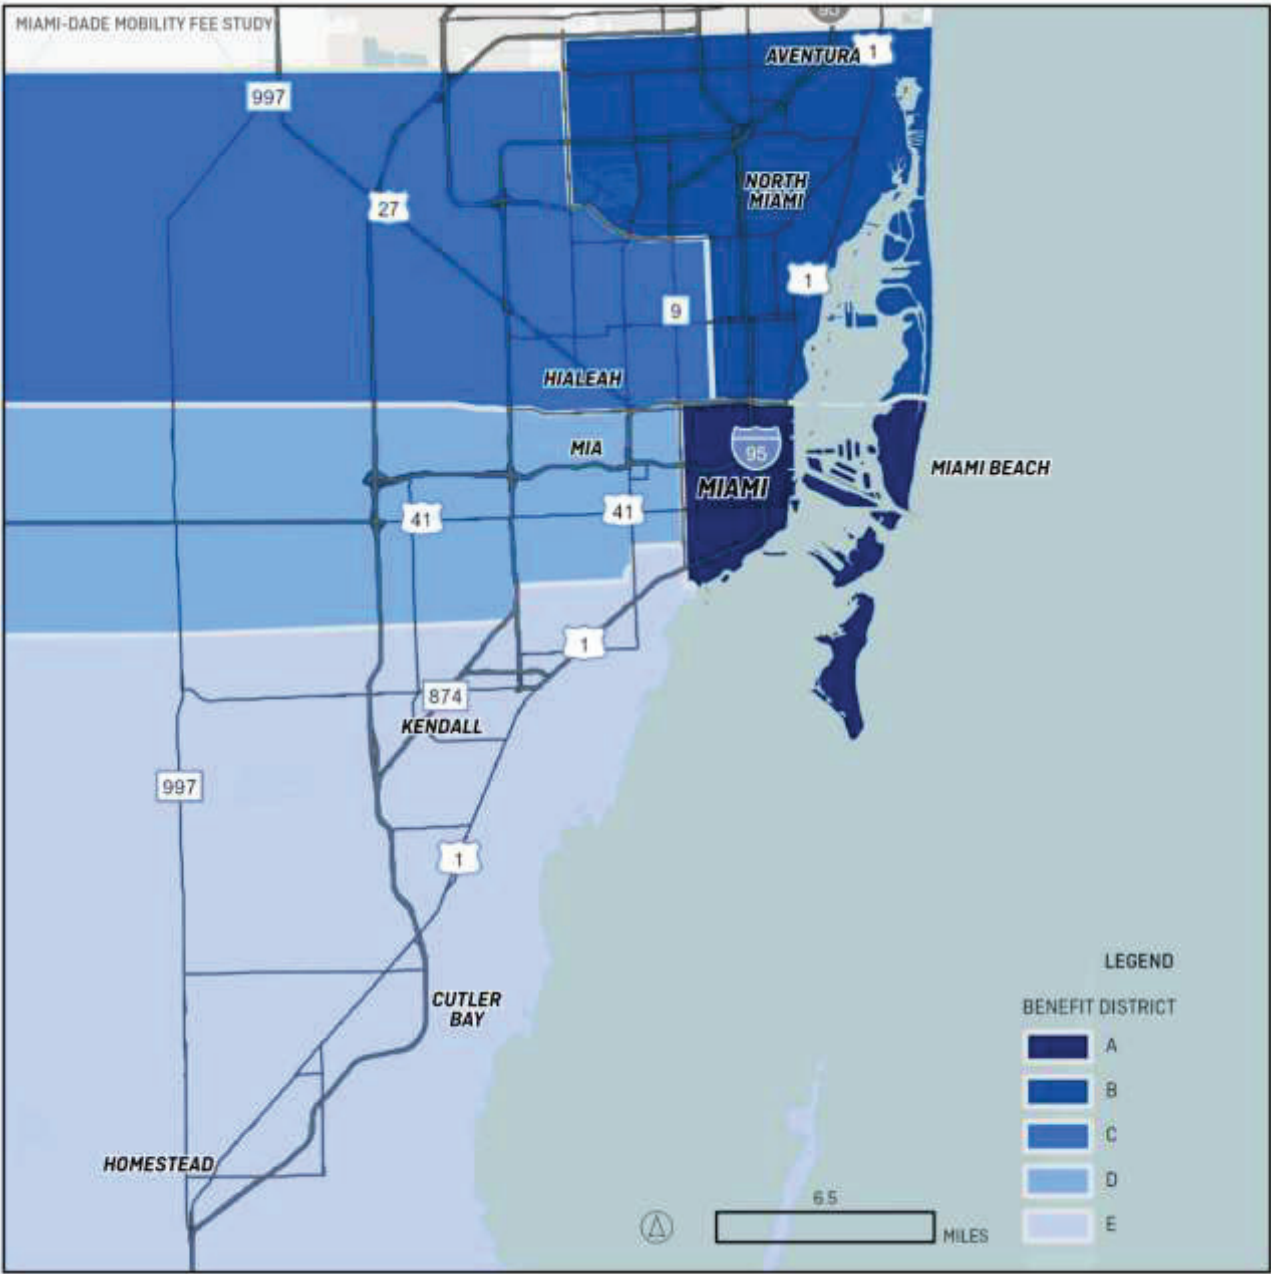 MIAMI-DADE MOBILITY FEE STUDY
AVENTURA
1
997
NORTH
MIAMI
27
1
9
HIALEAH
MIA
95
MIAMI BEACH
MIAMI
41
41
1
874
KENDALL
997
1
LEGEND
CUTLER
BAY
BENEFIT DISTRICT
A
B
C
HOMESTEAD
D
6.5
E
MILES